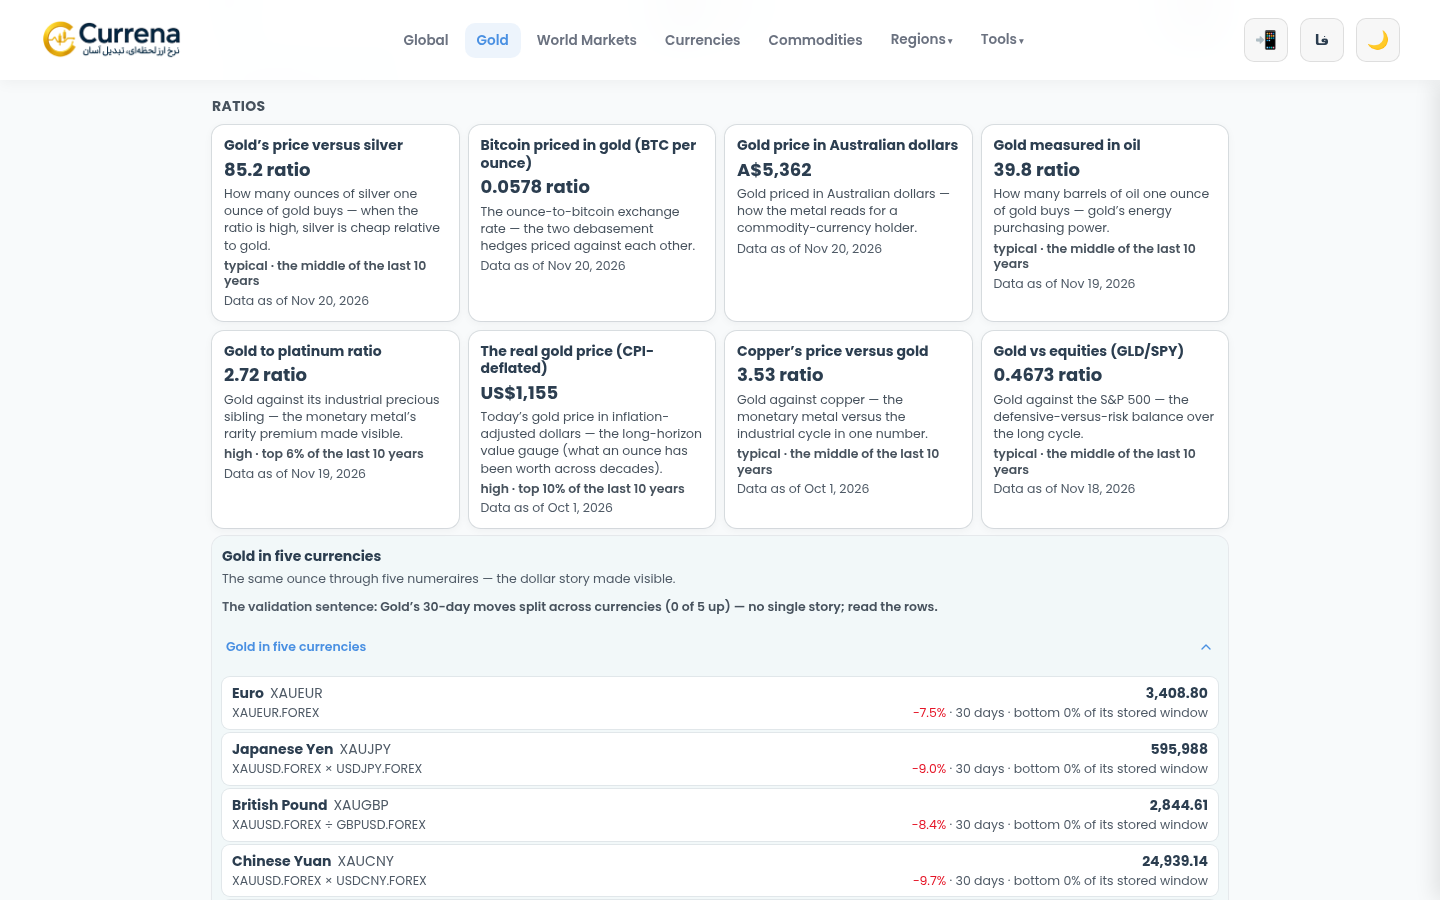 Currena
نرخ ارز لحظه‌ای، تبدیل آسان
Global
Gold
World Markets
Currencies
Commodities
Regions▾
Tools▾
فا
RATIOS
Gold’s price versus silver
85.2 ratio
How many ounces of silver one
ounce of gold buys — when the
ratio is high, silver is cheap relative
to gold.
typical · the middle of the last 10
years
Data as of Nov 20, 2026
Bitcoin priced in gold (BTC per
ounce)
0.0578 ratio
The ounce-to-bitcoin exchange
rate — the two debasement
hedges priced against each other.
Data as of Nov 20, 2026
Gold price in Australian dollars
A$5,362
Gold priced in Australian dollars —
how the metal reads for a
commodity-currency holder.
Data as of Nov 20, 2026
Gold measured in oil
39.8 ratio
How many barrels of oil one ounce
of gold buys — gold’s energy
purchasing power.
typical · the middle of the last 10
years
Data as of Nov 19, 2026
Gold to platinum ratio
2.72 ratio
Gold against its industrial precious
sibling — the monetary metal’s
rarity premium made visible.
high · top 6% of the last 10 years
Data as of Nov 19, 2026
The real gold price (CPI-
deflated)
US$1,155
Today’s gold price in inflation-
adjusted dollars — the long-horizon
value gauge (what an ounce has
been worth across decades).
high · top 10% of the last 10 years
Data as of Oct 1, 2026
Copper’s price versus gold
3.53 ratio
Gold against copper — the
monetary metal versus the
industrial cycle in one number.
typical · the middle of the last 10
years
Data as of Oct 1, 2026
Gold vs equities (GLD/SPY)
0.4673 ratio
Gold against the S&P 500 — the
defensive-versus-risk balance over
the long cycle.
typical · the middle of the last 10
years
Data as of Nov 18, 2026
Gold in five currencies
The same ounce through five numeraires — the dollar story made visible.
The validation sentence: Gold’s 30-day moves split across currencies (0 of 5 up) — no single story; read the rows.
Gold in five currencies
Euro XAUEUR 3,408.80
XAUEUR.FOREX -7.5% · 30 days · bottom 0% of its stored window
Japanese Yen XAUJPY 595,988
XAUUSD.FOREX × USDJPY.FOREX -9.0% · 30 days · bottom 0% of its stored window
British Pound XAUGBP 2,844.61
XAUUSD.FOREX ÷ GBPUSD.FOREX -8.4% · 30 days · bottom 0% of its stored window
Chinese Yuan XAUCNY 24,939.14
XAUUSD.FOREX × USDCNY.FOREX -9.7% · 30 days · bottom 0% of its stored window